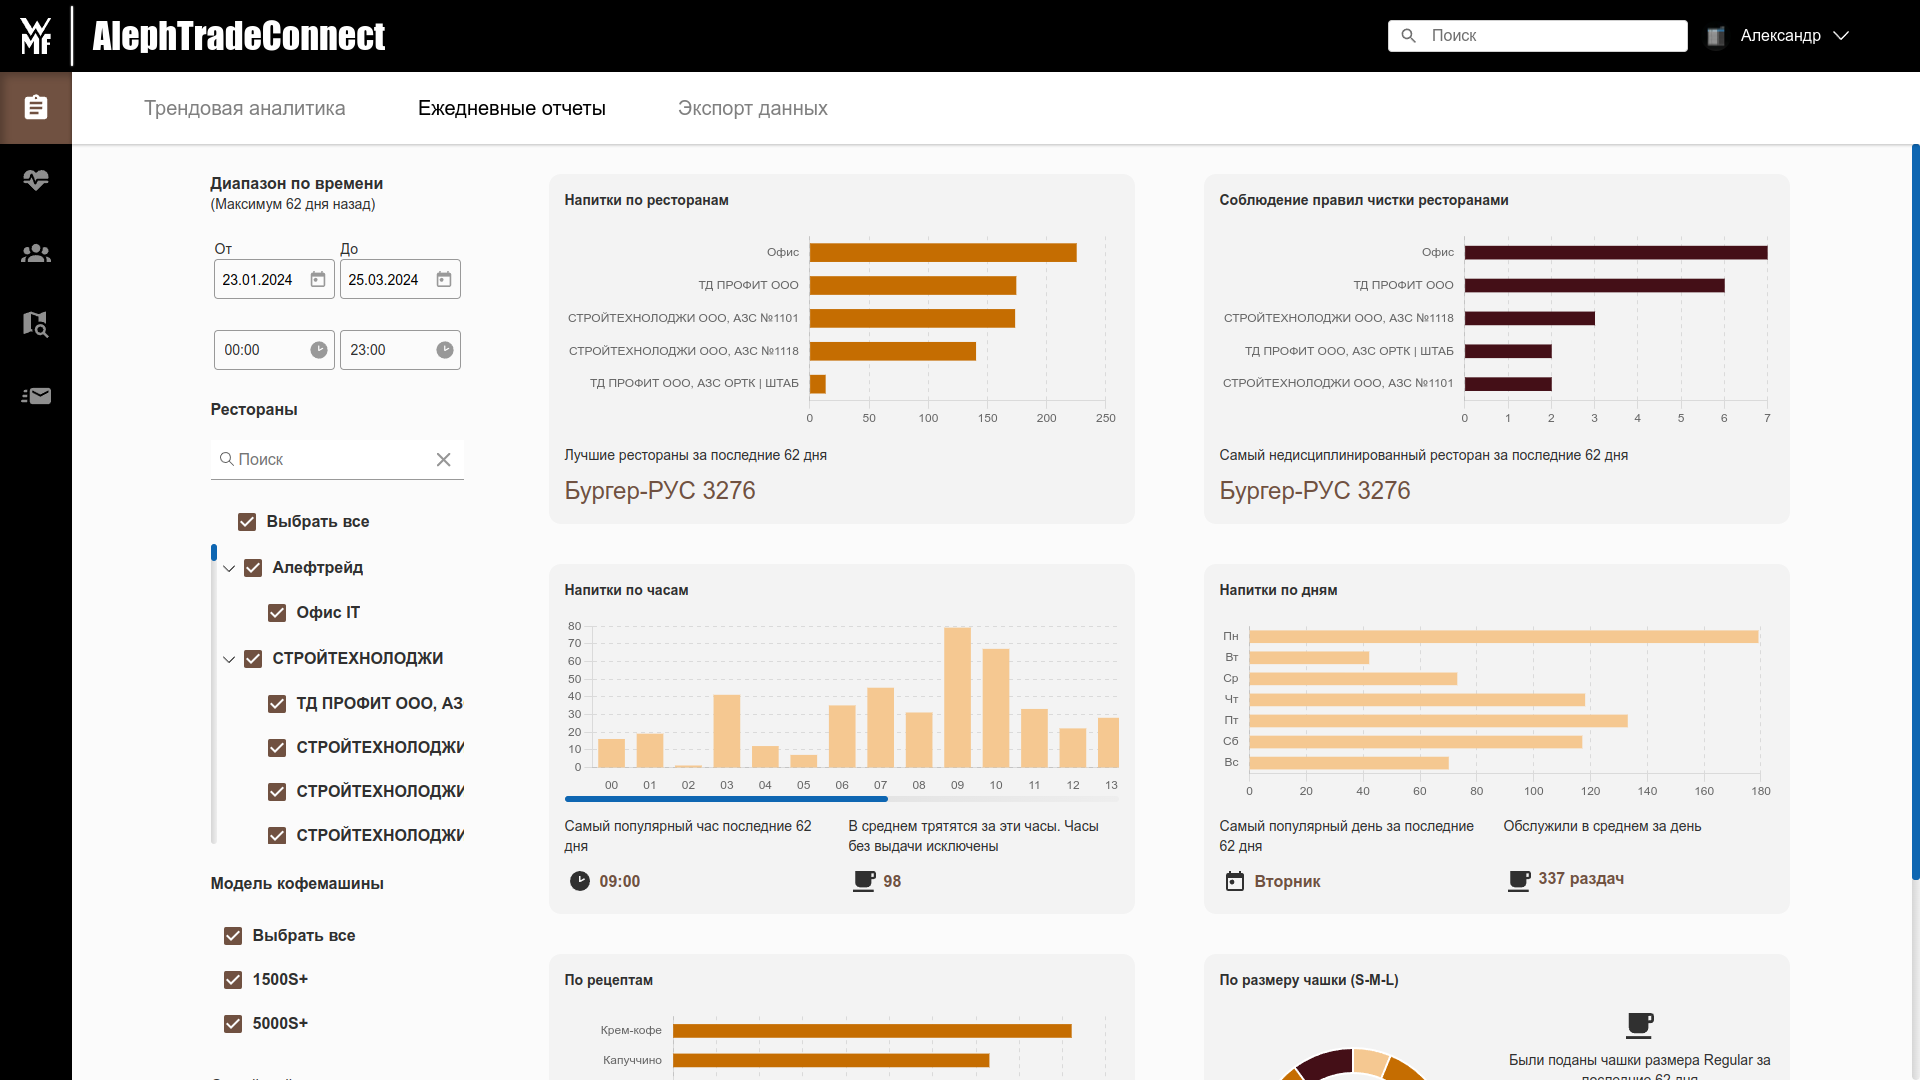 WMF
AlephTradeConnect
Поиск
Александр
Трендовая аналитика
Ежедневные отчеты
Экспорт данных
Диапазон по времени
(Максимум 62 дня назад)
От
До
23.01.2024
25.03.2024
00:00
23:00
Рестораны
Поиск
Выбрать все
Алефтрейд
Офис IT
СТРОЙТЕХНОЛОДЖИ
ТД ПРОФИТ ООО, АЗ
СТРОЙТЕХНОЛОДЖИ
СТРОЙТЕХНОЛОДЖИ
СТРОЙТЕХНОЛОДЖИ
Модель кофемашины
Выбрать все
1500S+
5000S+
Напитки по ресторанам
Офис
ТД ПРОФИТ ООО
СТРОЙТЕХНОЛОДЖИ ООО, АЗС №1101
СТРОЙТЕХНОЛОДЖИ ООО, АЗС №1118
ТД ПРОФИТ ООО, АЗС ОРТК | ШТАБ
0 50 100 150 200 250
Лучшие рестораны за последние 62 дня
Бургер-РУС 3276
Соблюдение правил чистки ресторанами
Офис
ТД ПРОФИТ ООО
СТРОЙТЕХНОЛОДЖИ ООО, АЗС №1118
ТД ПРОФИТ ООО, АЗС ОРТК | ШТАБ
СТРОЙТЕХНОЛОДЖИ ООО, АЗС №1101
0 1 2 3 4 5 6 7
Самый недисциплинированный ресторан за последние 62 дня
Бургер-РУС 3276
Напитки по часам
80
70
60
50
40
30
20
10
0
00 01 02 03 04 05 06 07 08 09 10 11 12 13
Самый популярный час последние 62
дня
09:00
В среднем трятятся за эти часы. Часы
без выдачи исключены
98
Напитки по дням
Пн
Вт
Ср
Чт
Пт
Сб
Вс
0 20 40 60 80 100 120 140 160 180
Самый популярный день за последние
62 дня
Вторник
Обслужили в среднем за день
337 раздач
По рецептам
Крем-кофе
Капуччино
По размеру чашки (S-M-L)
Были поданы чашки размера Regular за
последние 62 дня